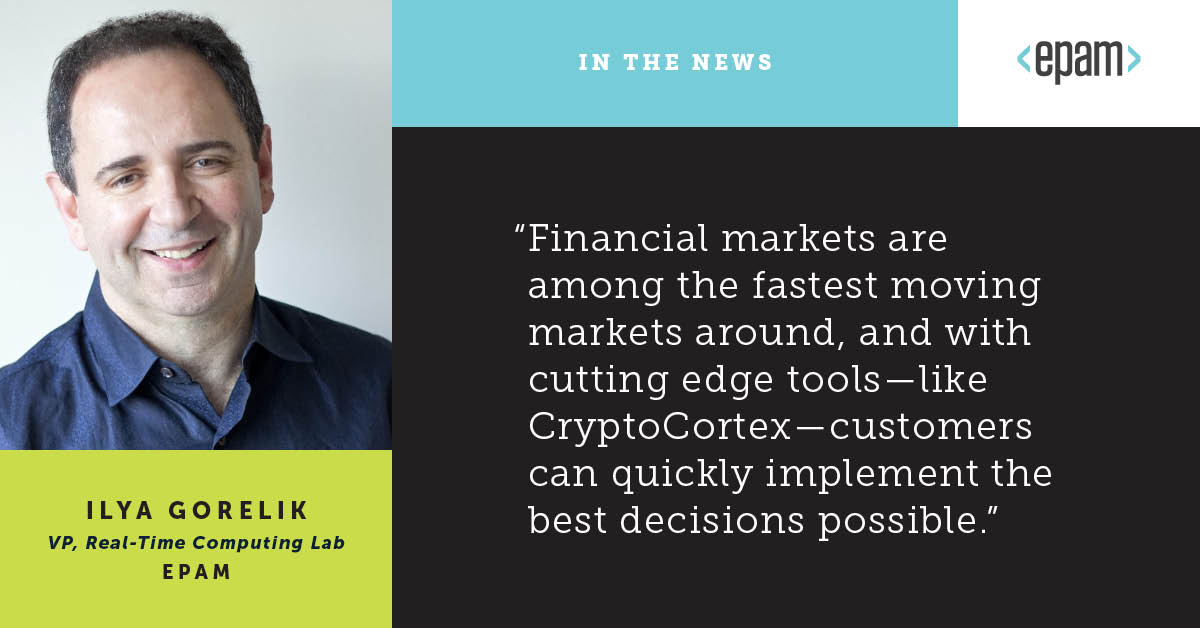 IN THE NEWS
<epam>
“Financial markets are
among the fastest moving
markets around, and with
cutting edge tools—like
CryptoCortex—customers
can quickly implement the
best decisions possible.”
ILYA GORELIK
VP, Real-Time Computing Lab
EPAM